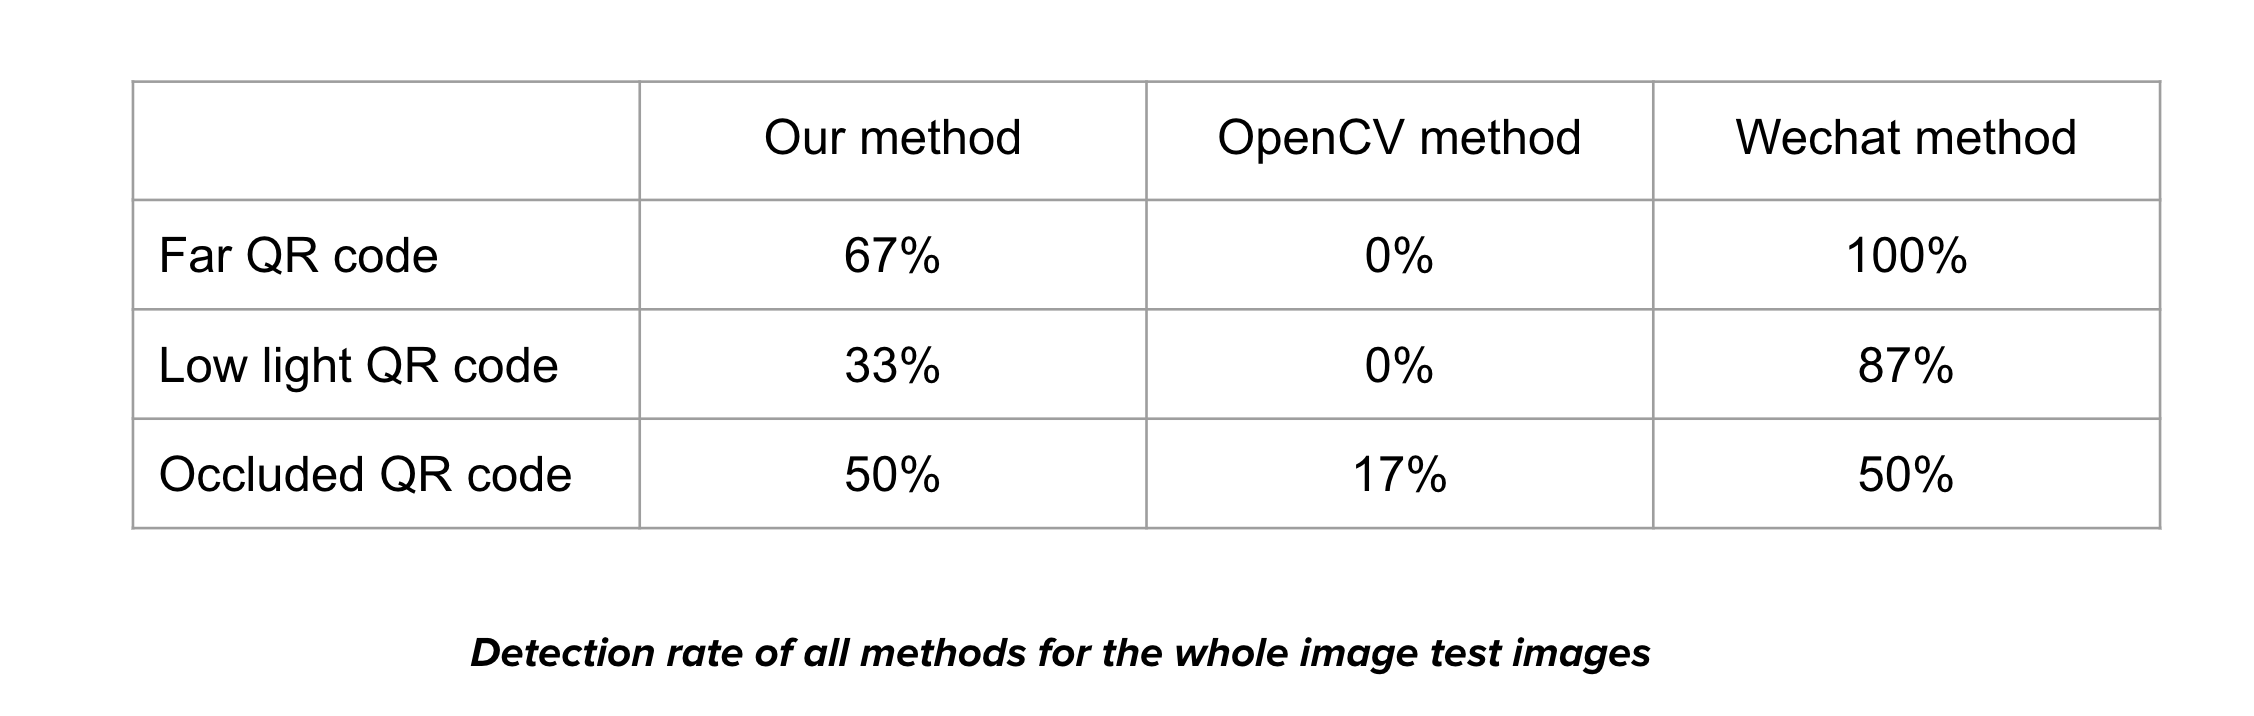 Our method OpenCV method Wechat method
Far QR code 67% 0% 100%
Low light QR code 33% 0% 87%
Occluded QR code 50% 17% 50%
Detection rate of all methods for the whole image test images